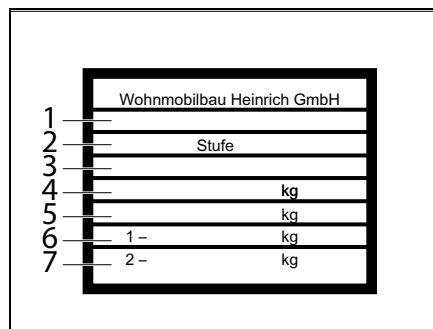 Wohnmobilbau Heinrich GmbH
1
2 Stufe
3
4 kg
5 kg
6 1 – kg
7 2 – kg